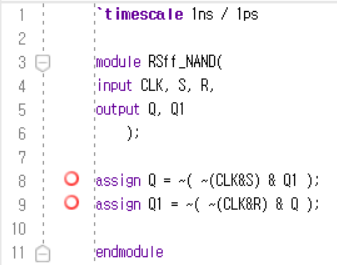 1 `timescale 1ns / 1ps
2
3 module RSff_NAND(
4 input CLK, S, R,
5 output Q, Q1
6 );
7
8 assign Q = ~( ~(CLK&S) & Q1 );
9 assign Q1 = ~( ~(CLK&R) & Q );
10
11 endmodule